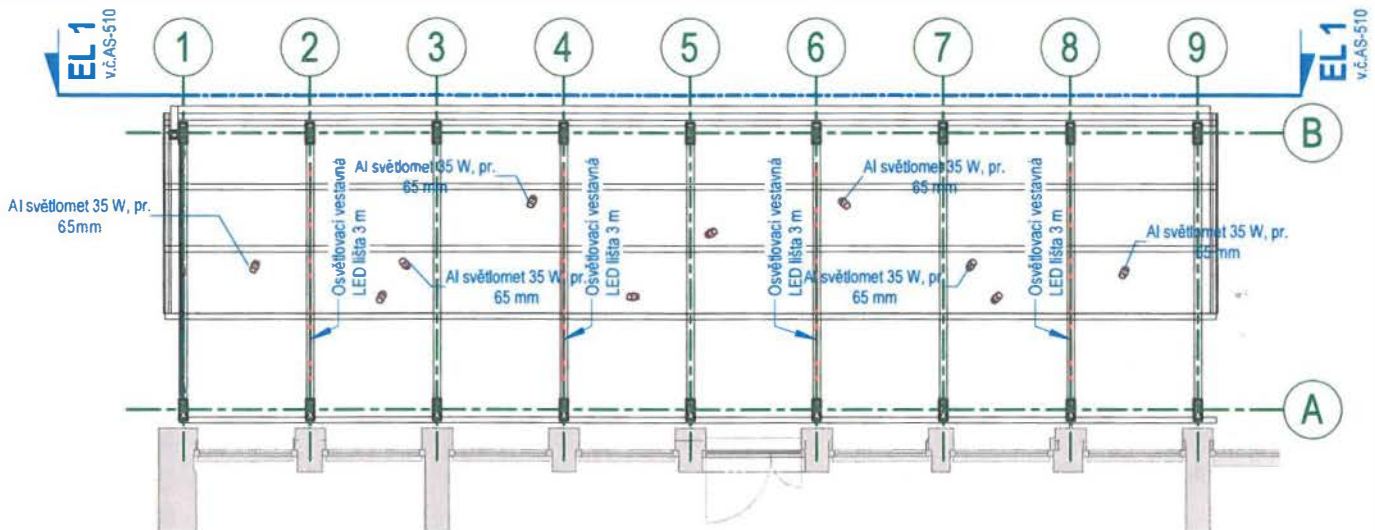 EL 1
v.č.AS-510
1
2
3
4
5
6
7
8
9
EL 1
v.č.AS-510
B
Al světlomet 35 W, pr.
65mm
Osvětlovací vestavná
LED lišta 3 m
Al světlomet 35 W, pr.
65 mm
Al světlomet 35 W, pr.
65 mm
Osvětlovací vestavná
LED lišta 3 m
Osvětlovací vestavná
LED lišta 3 m
Al světlomet 35 W, pr.
65 mm
Al světlomet 35 W, pr.
65 mm
Osvětlovací vestavná
LED lišta 3 m
Al světlomet 35 W, pr.
65 mm
A